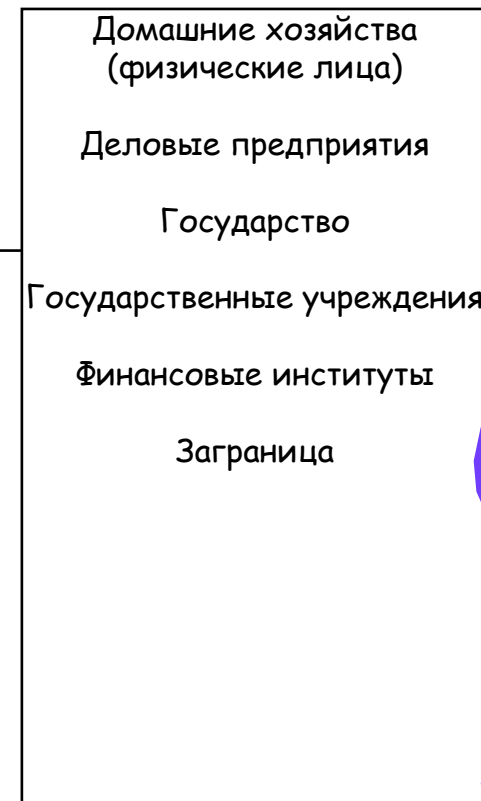 Домашние хозяйства
(физические лица)
Деловые предприятия
Государство
Государственные учреждения
Финансовые институты
Заграница